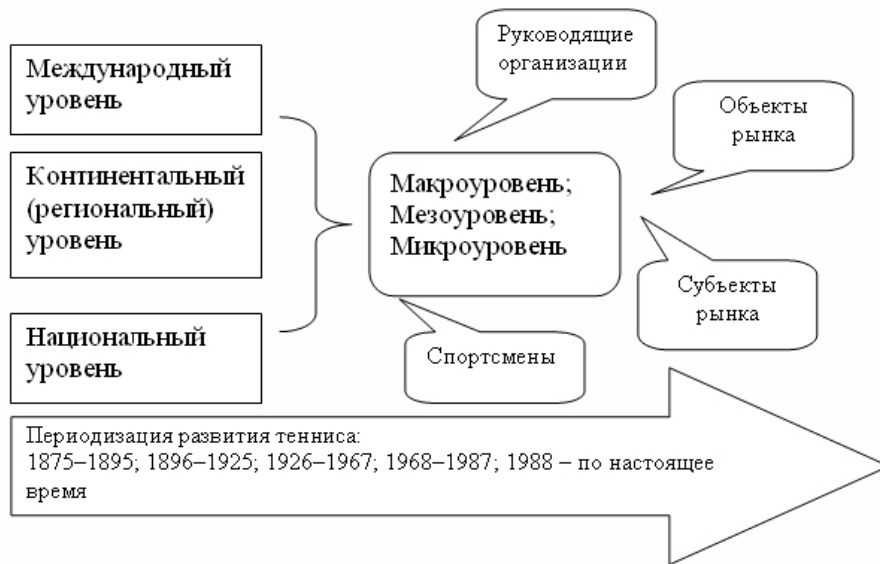 Международный
уровень
Континентальный
(региональный)
уровень
Национальный
уровень
Макроуровень;
Мезоуровень;
Микроуровень
Руководящие
организации
Объекты
рынка
Субъекты
рынка
Спортсмены
Периодизация развития тенниса:
1875–1895; 1896–1925; 1926–1967; 1968–1987; 1988 – по настоящее
время